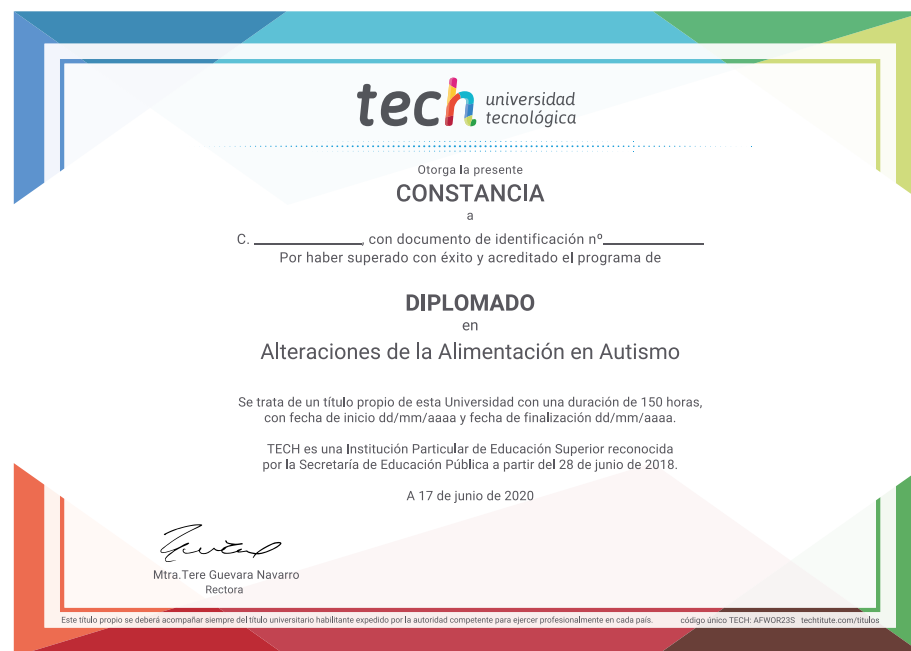 tech universidad
tecnológica
Otorga la presente
CONSTANCIA
a
C. ____________, con documento de identificación nº____________
Por haber superado con éxito y acreditado el programa de
DIPLOMADO
en
Alteraciones de la Alimentación en Autismo
Se trata de un título propio de esta Universidad con una duración de 150 horas,
con fecha de inicio dd/mm/aaaa y fecha de finalización dd/mm/aaaa.
TECH es una Institución Particular de Educación Superior reconocida
por la Secretaría de Educación Pública a partir del 28 de junio de 2018.
A 17 de junio de 2020
Mtra.Tere Guevara Navarro
Rectora
Este título propio se deberá acompañar siempre del título universitario habilitante expedido por la autoridad competente para ejercer profesionalmente en cada país. código único TECH: AFWOR23S techtitute.com/titulos